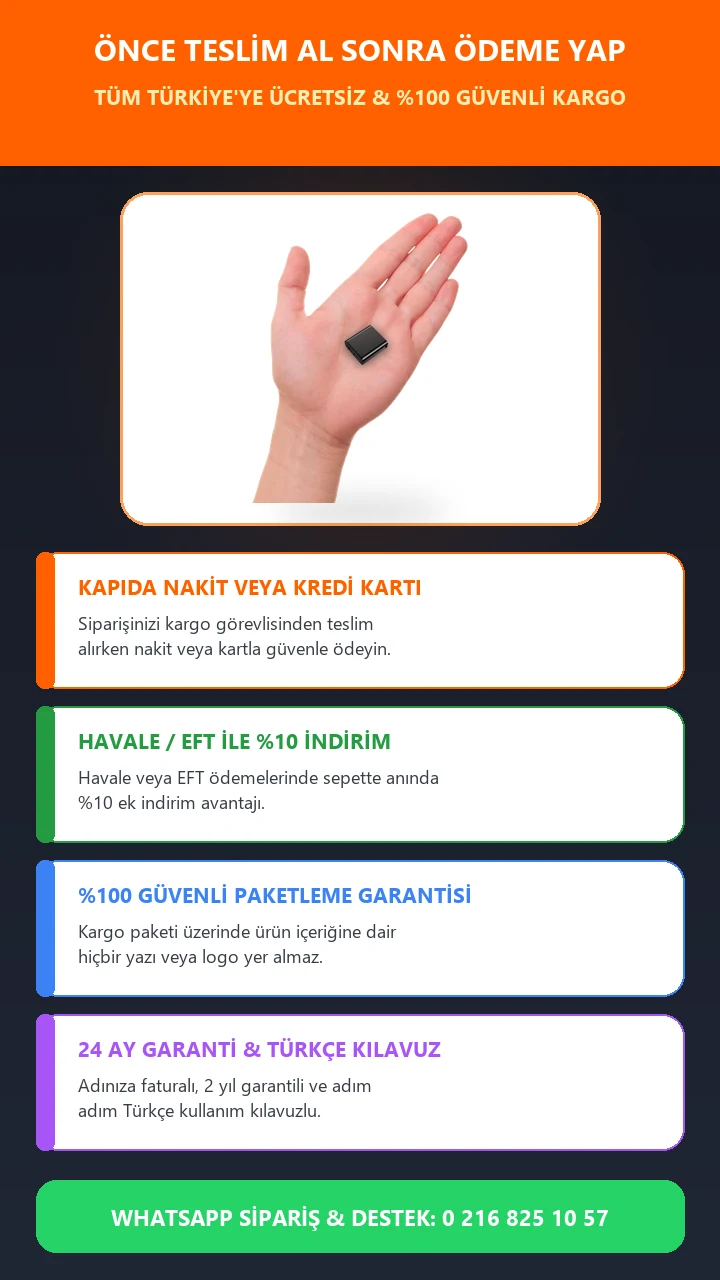 ÖNCE TESLİM AL SONRA ÖDEME YAP
TÜM TÜRKİYE'YE ÜCRETSİZ & %100 GÜVENLİ KARGO
KAPIDA NAKİT VEYA KREDİ KARTI
Siparişinizi kargo görevlisinden teslim
alırken nakit veya kartla güvenle ödeyin.
HAVALE / EFT İLE %10 İNDİRİM
Havale veya EFT ödemelerinde sepette anında
%10 ek indirim avantajı.
%100 GÜVENLİ PAKETLEME GARANTİSİ
Kargo paketi üzerinde ürün içeriğine dair
hiçbir yazı veya logo yer almaz.
24 AY GARANTİ & TÜRKÇE KILAVUZ
Adınıza faturalı, 2 yıl garantili ve adım
adım Türkçe kullanım kılavuzlu.
WHATSAPP SİPARİŞ & DESTEK: 0 216 825 10 57